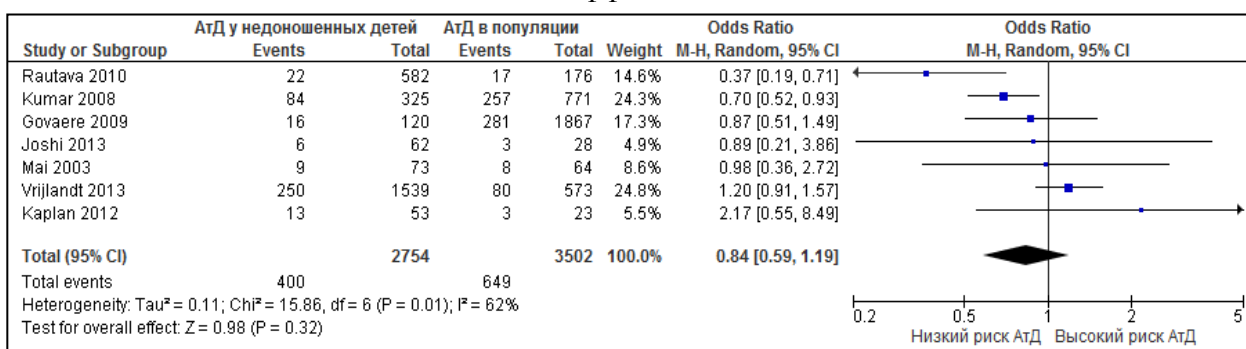 АтД у недоношенных детей АтД в популяции Odds Ratio Odds Ratio
Study or Subgroup Events Total Events Total Weight M-H, Random, 95% CI M-H, Random, 95% CI
Rautava 2010 22 582 17 176 14.6% 0.37 [0.19, 0.71]
Kumar 2008 84 325 257 771 24.3% 0.70 [0.52, 0.93]
Govaere 2009 16 120 281 1867 17.3% 0.87 [0.51, 1.49]
Joshi 2013 6 62 3 28 4.9% 0.89 [0.21, 3.86]
Mai 2003 9 73 8 64 8.6% 0.98 [0.36, 2.72]
Vrijlandt 2013 250 1539 80 573 24.8% 1.20 [0.91, 1.57]
Kaplan 2012 13 53 3 23 5.5% 2.17 [0.55, 8.49]
Total (95% CI) 2754 3502 100.0% 0.84 [0.59, 1.19]
Total events 400 649
Heterogeneity: Tau² = 0.11; Chi² = 15.86, df = 6 (P = 0.01); I² = 62%
Test for overall effect: Z = 0.98 (P = 0.32)
0.2 0.5 1 2 5
Низкий риск АтД Высокий риск АтД